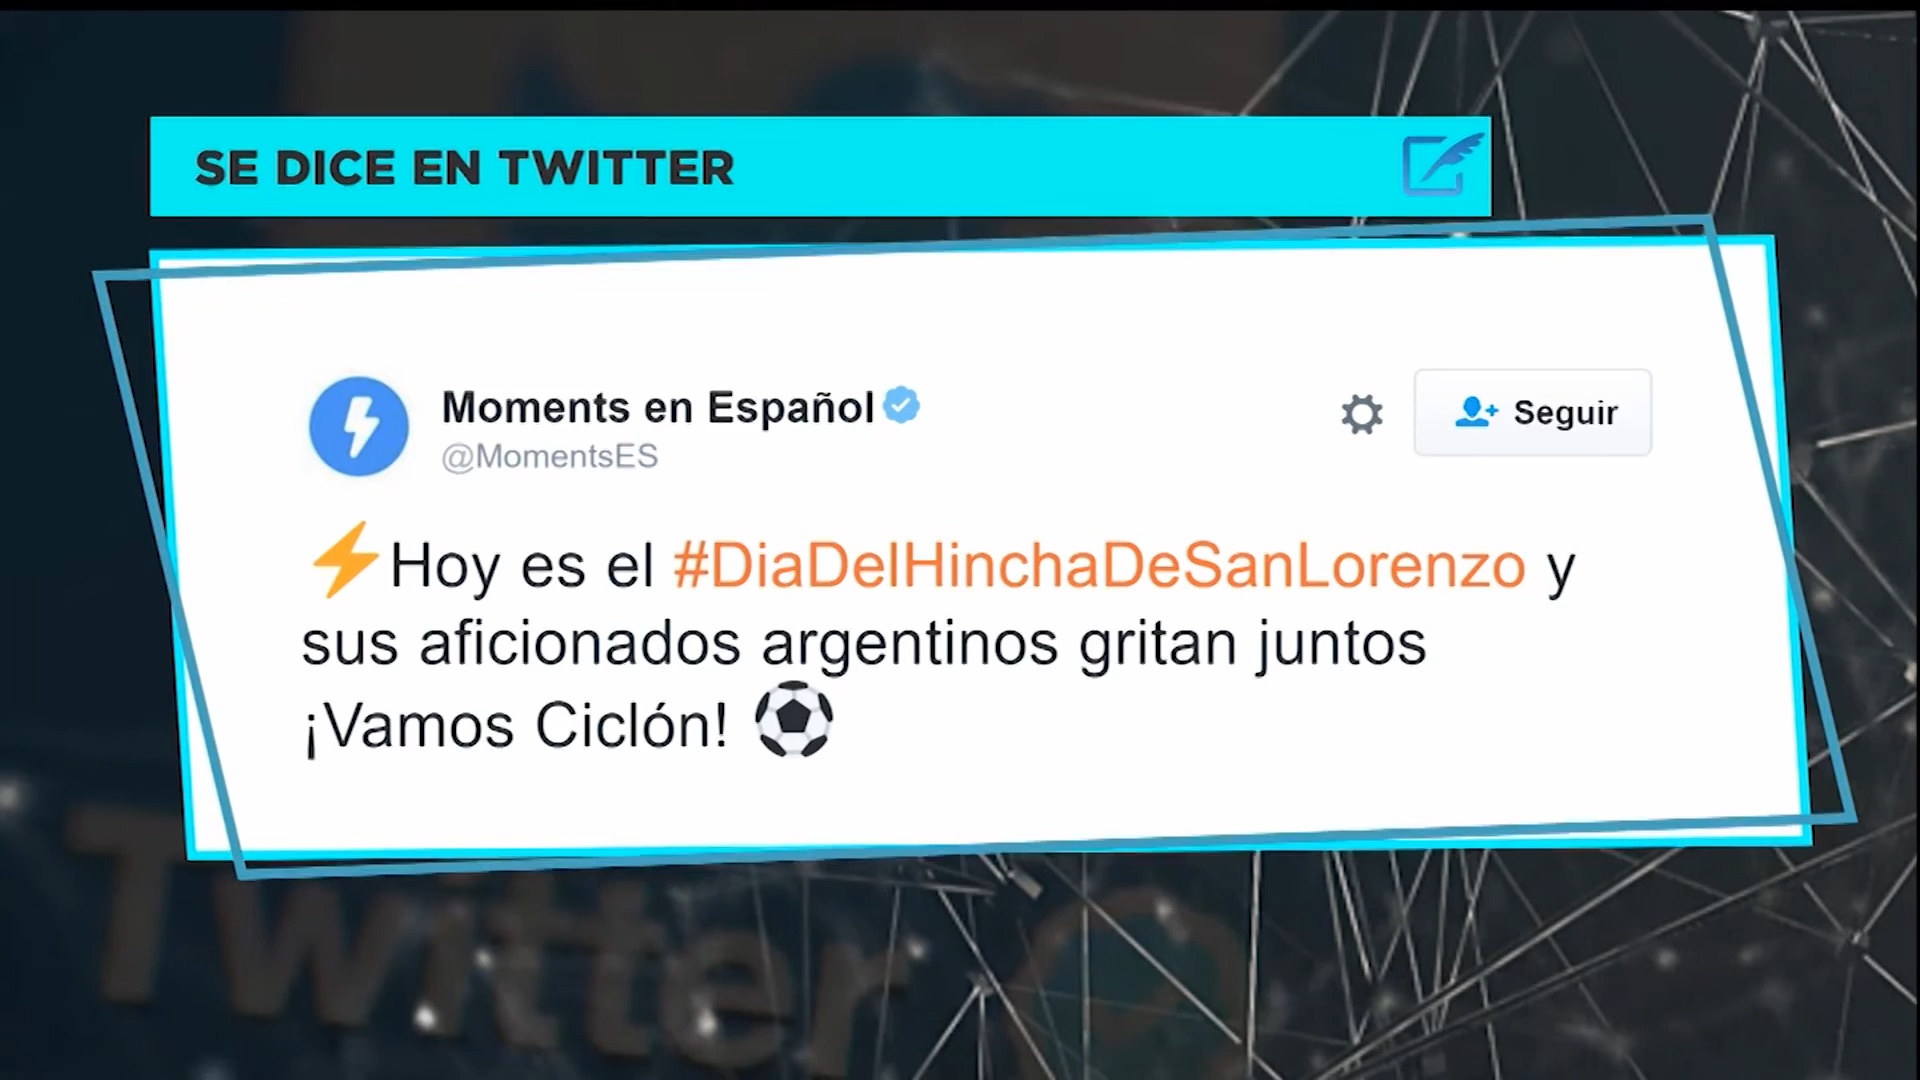 SE DICE EN TWITTER
Moments en Español
@MomentsES
Seguir
⚡Hoy es el #DiaDelHinchaDeSanLorenzo y
sus aficionados argentinos gritan juntos
¡Vamos Ciclón! ⚽
Twitter